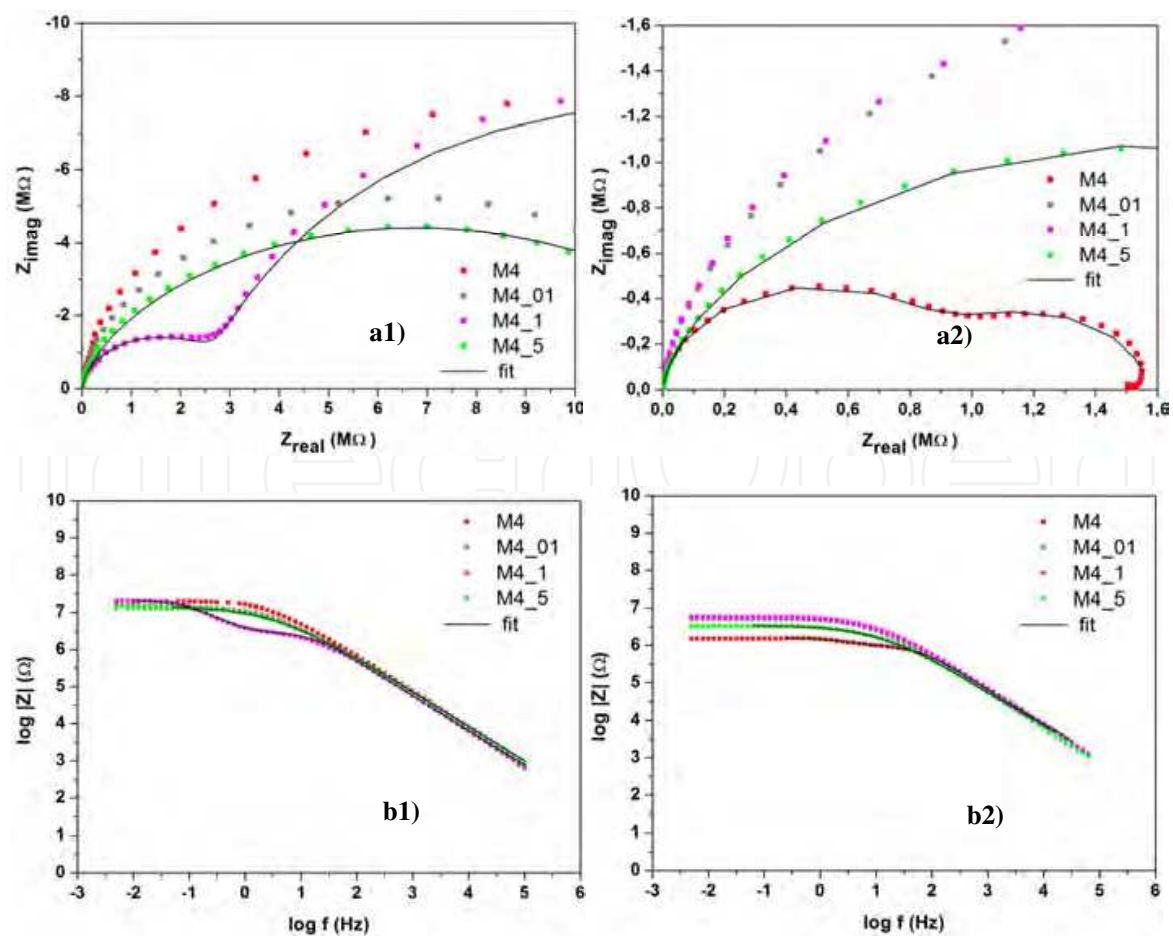 -10
-8
-6
-4
-2
0
Z imag (MΩ)
0 1 2 3 4 5 6 7 8 9 10
Z real (MΩ)
M4
M4_01
M4_1
M4_5
fit
a1)
-1,6
-1,4
-1,2
-1,0
-0,8
-0,6
-0,4
-0,2
0,0
Z imag (MΩ)
0,0 0,2 0,4 0,6 0,8 1,0 1,2 1,4 1,6
Z real (MΩ)
M4
M4_01
M4_1
M4_5
fit
a2)
10
9
8
7
6
5
4
3
2
1
0
log |Z| (Ω)
-3 -2 -1 0 1 2 3 4 5 6
log f (Hz)
M4
M4_01
M4_1
M4_5
fit
b1)
10
9
8
7
6
5
4
3
2
1
0
log |Z| (Ω)
-3 -2 -1 0 1 2 3 4 5 6
log f (Hz)
M4
M4_01
M4_1
M4_5
fit
b2)